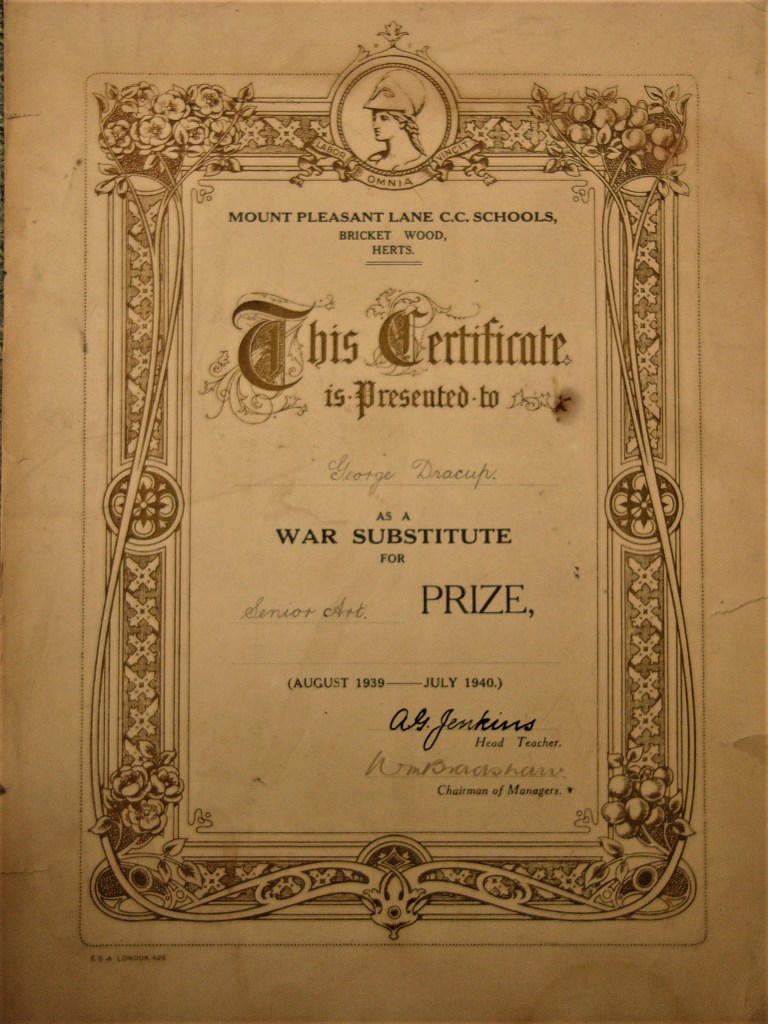 LABOR OMNIA VINCIT
MOUNT PLEASANT LANE C.C. SCHOOLS,
BRICKET WOOD,
HERTS.
This Certificate
is·Presented·to
George Dracup.
AS A
WAR SUBSTITUTE
FOR
Senior Art. PRIZE,
(AUGUST 1939——JULY 1940.)
A.G. Jenkins
Head Teacher.
Wm Bradshaw.
Chairman of Managers.
E.S.A. LONDON.